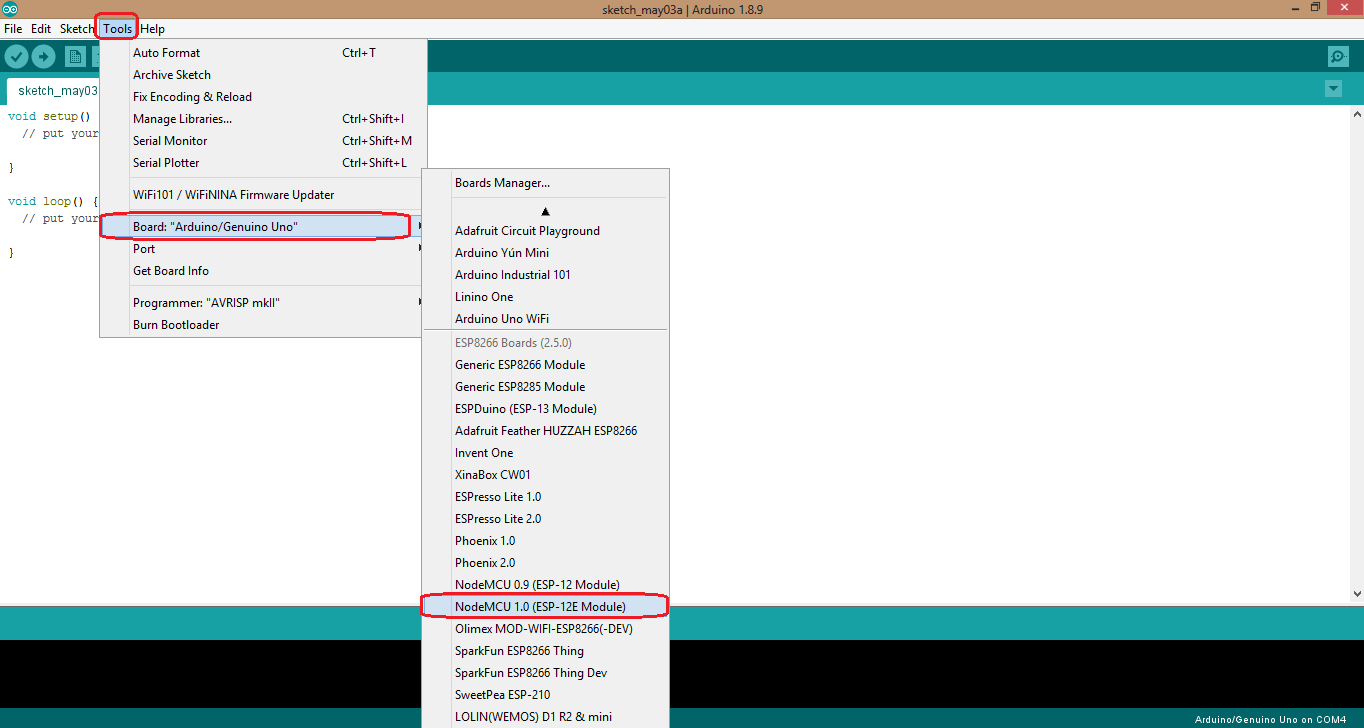 sketch_may03a | Arduino 1.8.9
File Edit Sketch Tools Help
sketch_may03
void setup()
// put your
}
void loop() {
// put your
}
Auto Format Ctrl+T
Archive Sketch
Fix Encoding & Reload
Manage Libraries... Ctrl+Shift+I
Serial Monitor Ctrl+Shift+M
Serial Plotter Ctrl+Shift+L
WiFi101 / WiFiNINA Firmware Updater
Board: "Arduino/Genuino Uno"
Port
Get Board Info
Programmer: "AVRISP mkII"
Burn Bootloader
Boards Manager...
Adafruit Circuit Playground
Arduino Yún Mini
Arduino Industrial 101
Linino One
Arduino Uno WiFi
ESP8266 Boards (2.5.0)
Generic ESP8266 Module
Generic ESP8285 Module
ESPDuino (ESP-13 Module)
Adafruit Feather HUZZAH ESP8266
Invent One
XinaBox CW01
ESPresso Lite 1.0
ESPresso Lite 2.0
Phoenix 1.0
Phoenix 2.0
NodeMCU 0.9 (ESP-12 Module)
NodeMCU 1.0 (ESP-12E Module)
Olimex MOD-WIFI-ESP8266(-DEV)
SparkFun ESP8266 Thing
SparkFun ESP8266 Thing Dev
SweetPea ESP-210
LOLIN(WEMOS) D1 R2 & mini
Arduino/Genuino Uno on COM4